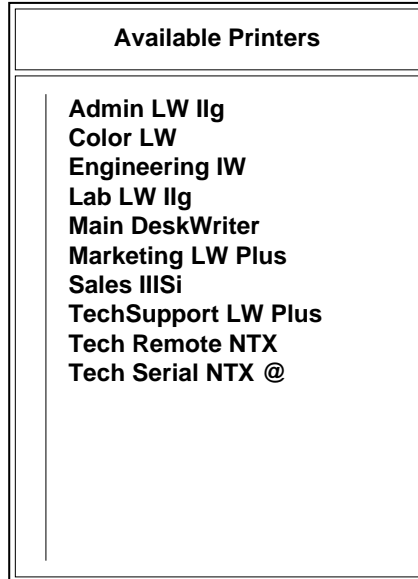 Available Printers
Admin LW IIg
Color LW
Engineering IW
Lab LW IIg
Main DeskWriter
Marketing LW Plus
Sales IIISi
TechSupport LW Plus
Tech Remote NTX
Tech Serial NTX @